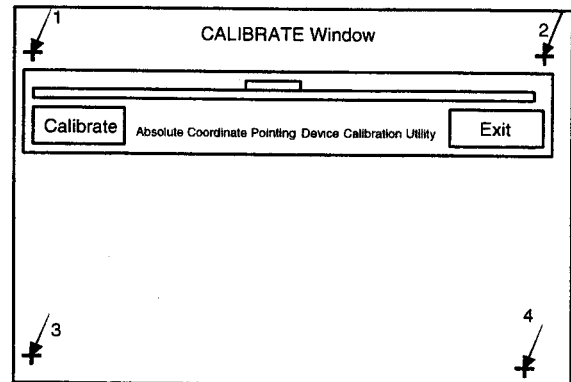 1
CALIBRATE Window
2
Calibrate
Absolute Coordinate Pointing Device Calibration Utility
Exit
3
4